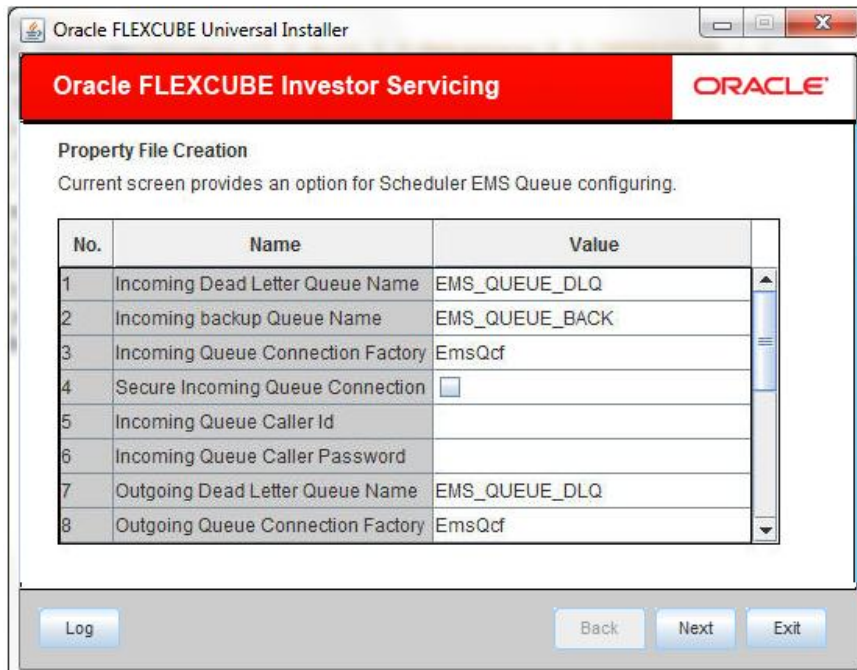 Oracle FLEXCUBE Universal Installer
Oracle FLEXCUBE Investor Servicing
ORACLE
Property File Creation
Current screen provides an option for Scheduler EMS Queue configuring.
No. Name Value
1 Incoming Dead Letter Queue Name EMS_QUEUE_DLQ
2 Incoming backup Queue Name EMS_QUEUE_BACK
3 Incoming Queue Connection Factory EmsQcf
4 Secure Incoming Queue Connection
5 Incoming Queue Caller Id
6 Incoming Queue Caller Password
7 Outgoing Dead Letter Queue Name EMS_QUEUE_DLQ
8 Outgoing Queue Connection Factory EmsQcf
Log Back Next Exit